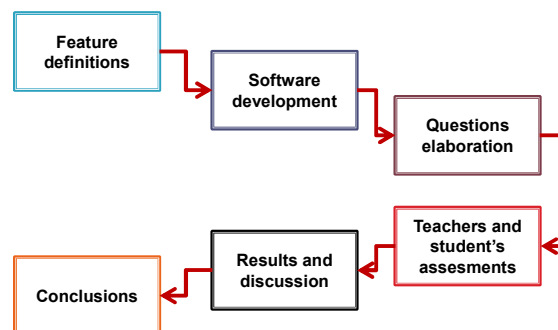 Feature
definitions
Software
development
Questions
elaboration
Teachers and
student's
assesments
Results and
discussion
Conclusions